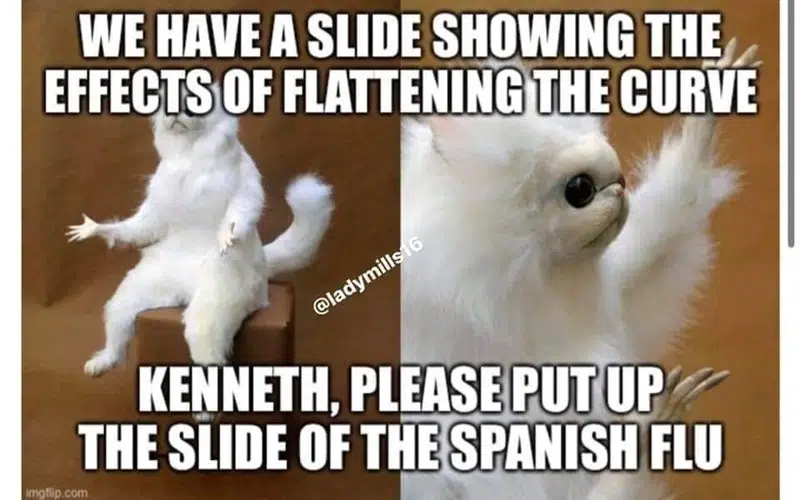 WE HAVE A SLIDE SHOWING THE
EFFECTS OF FLATTENING THE CURVE
@ladymills16
KENNETH, PLEASE PUT UP
THE SLIDE OF THE SPANISH FLU
imgflip.com